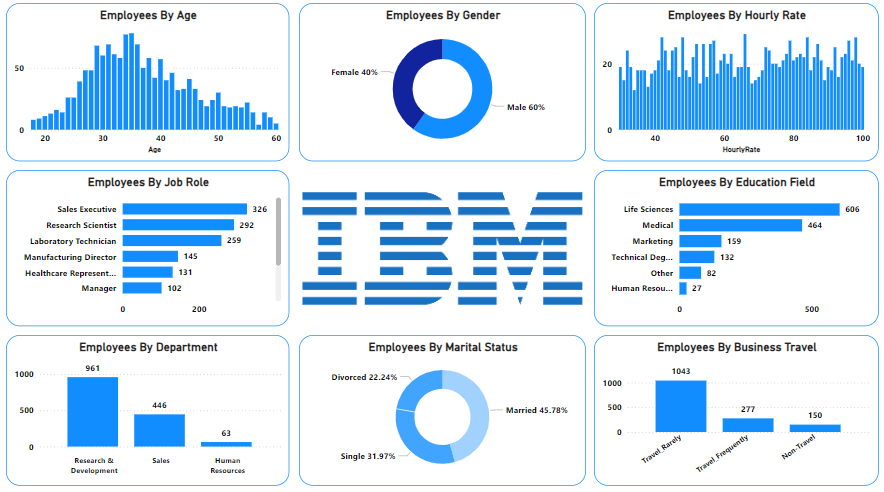 Employees By Age
50
0
20
30
40
50
60
Age
Employees By Gender
Female 40%
Male 60%
Employees By Hourly Rate
20
0
40
60
80
100
HourlyRate
Employees By Job Role
Sales Executive 326
Research Scientist 292
Laboratory Technician 259
Manufacturing Director 145
Healthcare Represent... 131
Manager 102
0
200
IBM
Employees By Education Field
Life Sciences 606
Medical 464
Marketing 159
Technical Deg... 132
Other 82
Human Resou... 27
0
500
Employees By Department
1000
500
0
961
446
63
Research &
Development
Sales
Human
Resources
Employees By Marital Status
Divorced 22.24%
Married 45.78%
Single 31.97%
Employees By Business Travel
1000
500
0
1043
277
150
Travel_Rarely
Travel_Frequently
Non-Travel